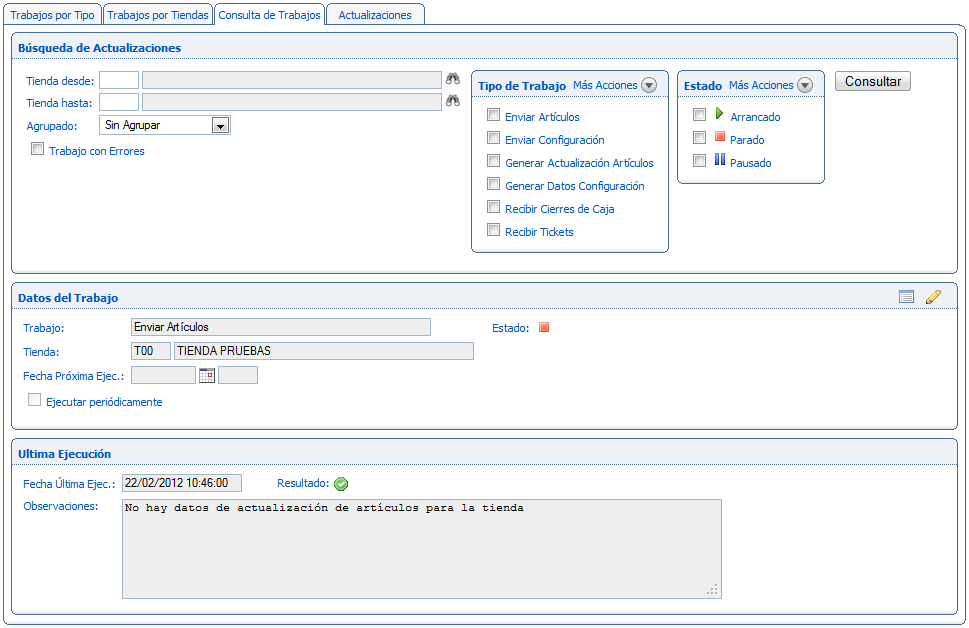 Trabajos por Tipo Trabajos por Tiendas Consulta de Trabajos Actualizaciones
Búsqueda de Actualizaciones
Tienda desde:
Tienda hasta:
Agrupado: Sin Agrupar
Trabajo con Errores
Tipo de Trabajo Más Acciones
Enviar Artículos
Enviar Configuración
Generar Actualización Artículos
Generar Datos Configuración
Recibir Cierres de Caja
Recibir Tickets
Estado Más Acciones
Arrancado
Parado
Pausado
Consultar
Datos del Trabajo
Trabajo: Enviar Artículos Estado:
Tienda: T00 TIENDA PRUEBAS
Fecha Próxima Ejec.:
Ejecutar periódicamente
Ultima Ejecución
Fecha Última Ejec.: 22/02/2012 10:46:00 Resultado:
Observaciones: No hay datos de actualización de artículos para la tienda